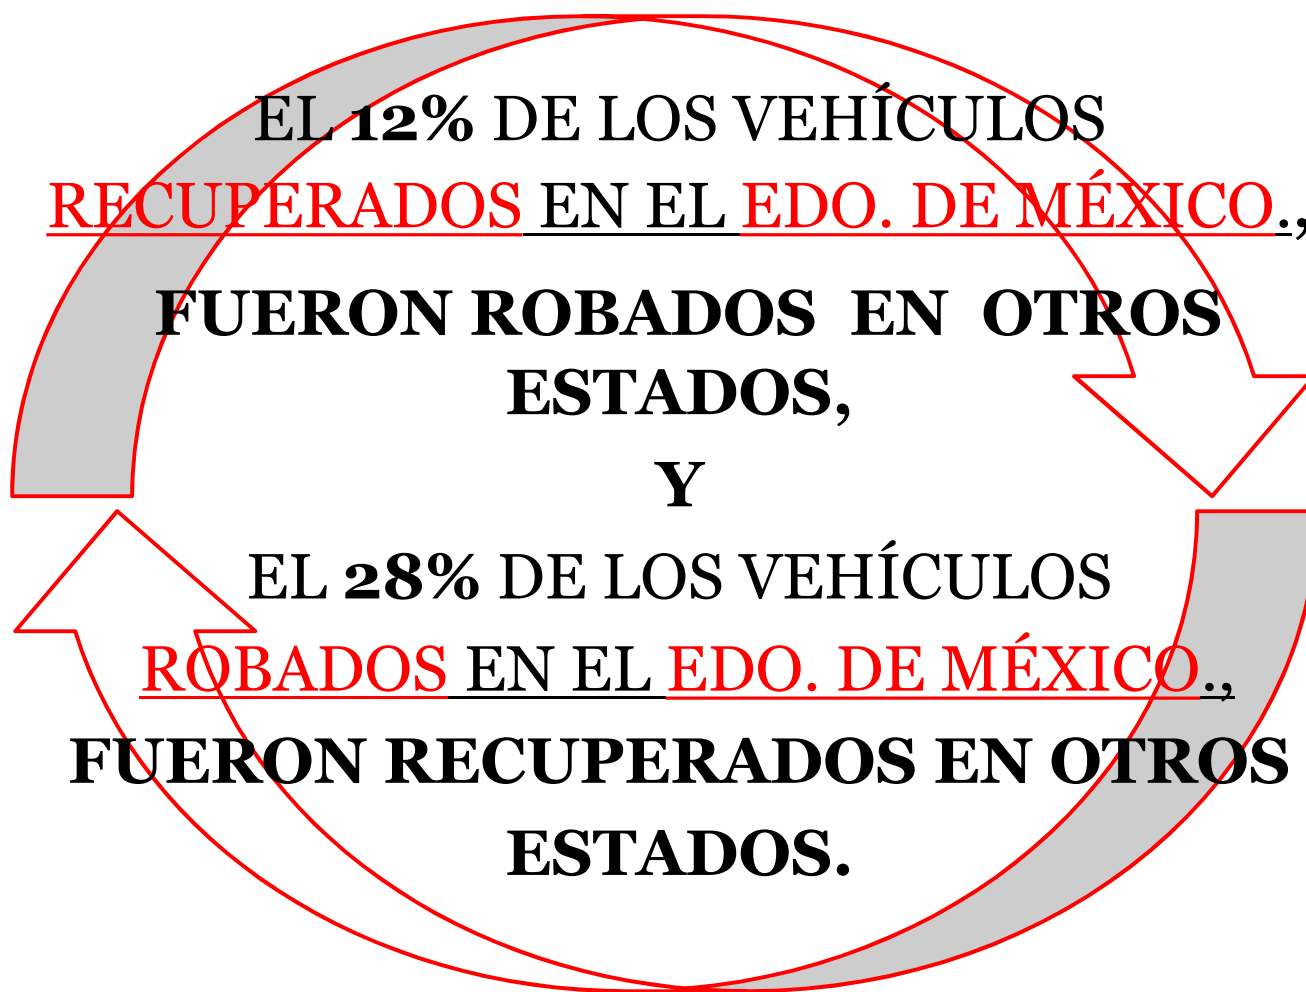 EL 12% DE LOS VEHÍCULOS
RECUPERADOS EN EL EDO. DE MÉXICO.,
FUERON ROBADOS EN OTROS
ESTADOS,
Y
EL 28% DE LOS VEHÍCULOS
ROBADOS EN EL EDO. DE MÉXICO.,
FUERON RECUPERADOS EN OTROS
ESTADOS.